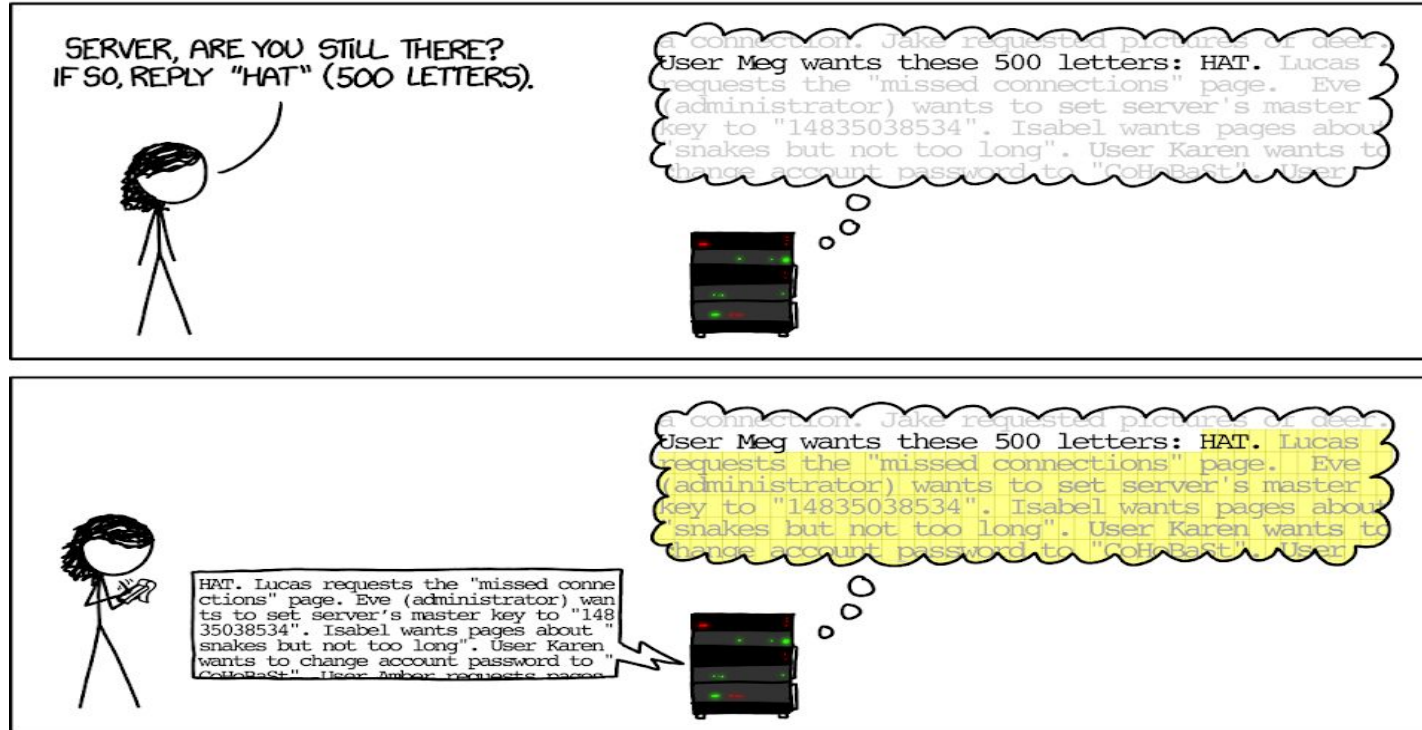 SERVER, ARE YOU STILL THERE?
IF SO, REPLY "HAT" (500 LETTERS).
a connection. Jake requested pictures of deer.
User Meg wants these 500 letters: HAT. Lucas
requests the "missed connections" page. Eve
(administrator) wants to set server's master
key to "14835038534". Isabel wants pages about
"snakes but not too long". User Karen wants to
change account password to "CoHoBaSt". User
a connection. Jake requested pictures of deer.
User Meg wants these 500 letters: HAT. Lucas
requests the "missed connections" page. Eve
(administrator) wants to set server's master
key to "14835038534". Isabel wants pages about
"snakes but not too long". User Karen wants to
change account password to "CoHoBaSt". User
HAT. Lucas requests the "missed conne
ctions" page. Eve (administrator) wan
ts to set server's master key to "148
35038534". Isabel wants pages about "
snakes but not too long". User Karen
wants to change account password to "
CoHoBaSt". User Amber requests pages